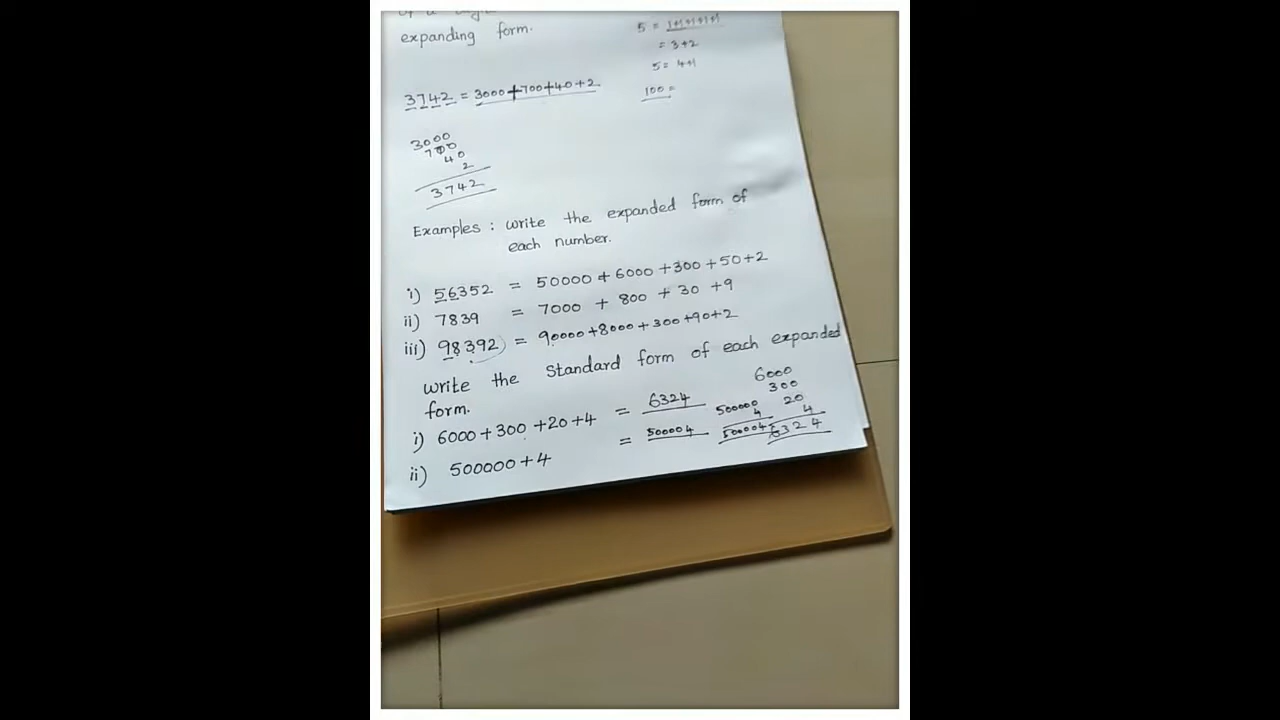 expanding form.
5 = 1+1+1+1+1
= 3+2
5 = 4+1
100 =
3742 = 3000+700+40+2
3000
700
40
2
3742
Examples : write the expanded form of
each number.
i) 56352 = 50000 + 6000 +300 +50+2
ii) 7839 = 7000 + 800 + 30 +9
iii) 98392 = 90000+8000+300+90+2
write the Standard form of each expanded
form.
i) 6000+300 +20+4 = 6324
ii) 500000+4 = 500004
6000
300
20
4
6324
500000
4
500004